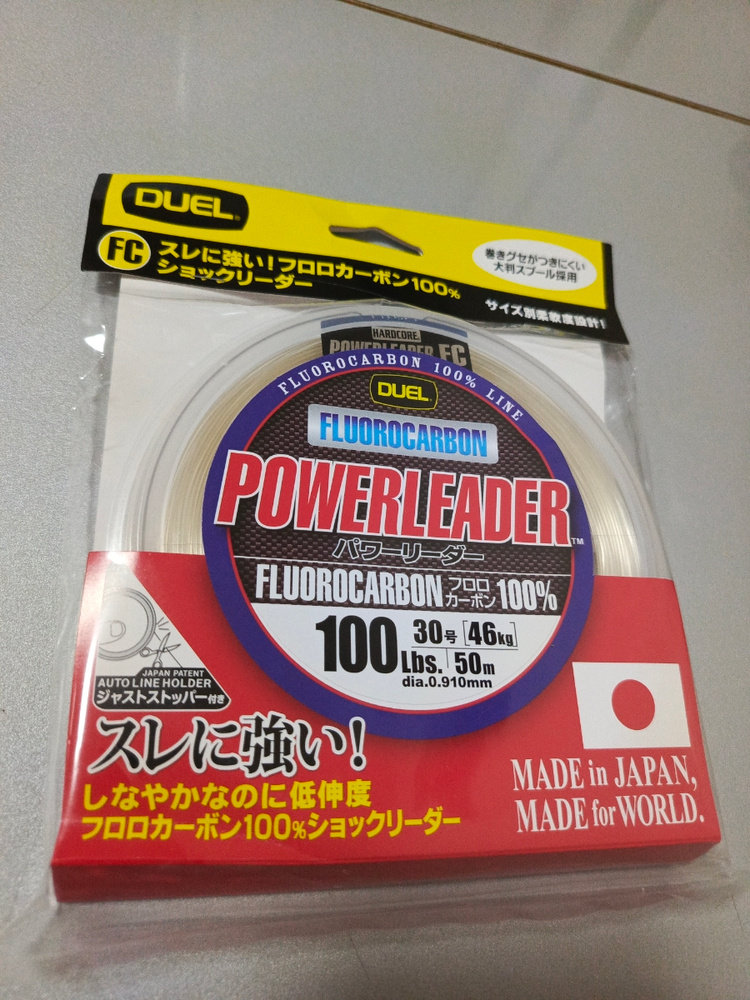 DUEL
FC
スレに強い！フロロカーボン100%
ショックリーダー
巻きグセがつきにくい
大判スプール採用
サイズ別柔軟度設計！
HARDCORE
POWERLEADER FC
FLUOROCARBON 100% LINE
DUEL
FLUOROCARBON
POWERLEADER™
パワーリーダー
FLUOROCARBON フロロカーボン 100%
100Lbs. 30号 [46kg]
50m
dia.0.910mm
JAPAN PATENT
AUTO LINE HOLDER
ジャストストッパー付き
スレに強い！
しなやかなのに低伸度
フロロカーボン100%ショックリーダー
MADE in JAPAN,
MADE for WORLD.